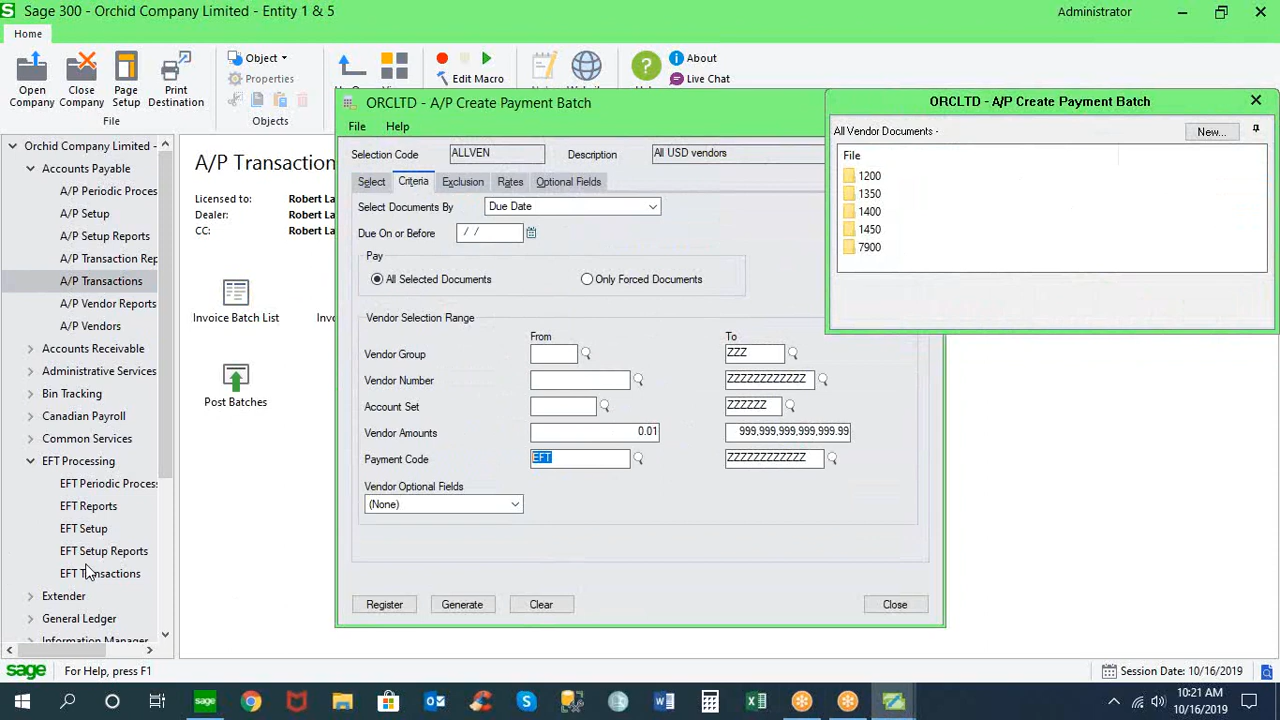 Sage 300 - Orchid Company Limited - Entity 1 & 5
Administrator
Home
Open Company
Close Company
Page Setup
Print Destination
File
Object
Properties
Objects
Edit Macro
About
Live Chat
Orchid Company Limited -
Accounts Payable
A/P Periodic Proces
A/P Setup
A/P Setup Reports
A/P Transaction Rep
A/P Transactions
A/P Vendor Reports
A/P Vendors
Accounts Receivable
Administrative Services
Bin Tracking
Canadian Payroll
Common Services
EFT Processing
EFT Periodic Proces
EFT Reports
EFT Setup
EFT Setup Reports
EFT Transactions
Extender
General Ledger
Information Manager
A/P Transaction
Licensed to: Robert La
Dealer: Robert La
CC: Robert La
Invoice Batch List
Inv
Post Batches
ORCLTD - A/P Create Payment Batch
File Help
Selection Code ALLVEN Description All USD vendors
Select Criteria Exclusion Rates Optional Fields
Select Documents By Due Date
Due On or Before / /
Pay
All Selected Documents Only Forced Documents
Vendor Selection Range
From To
Vendor Group ZZZ
Vendor Number ZZZZZZZZZZZZ
Account Set ZZZZZZ
Vendor Amounts 0.01 999,999,999,999,999.99
Payment Code EFT ZZZZZZZZZZZZ
Vendor Optional Fields
(None)
Register Generate Clear Close
ORCLTD - A/P Create Payment Batch
All Vendor Documents - New...
File
1200
1350
1400
1450
7900
sage For Help, press F1
Session Date: 10/16/2019
sage
10:21 AM
10/16/2019